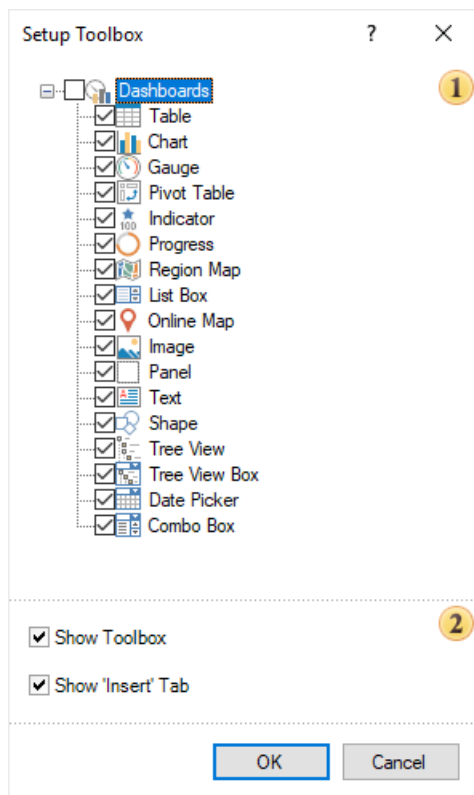 Setup Toolbox ?
1
Dashboards
Table
Chart
Gauge
Pivot Table
100 Indicator
Progress
Region Map
List Box
Online Map
Image
Panel
A Text
Shape
Tree View
Tree View Box
Date Picker
Combo Box
2
Show Toolbox
Show 'Insert' Tab
OK Cancel